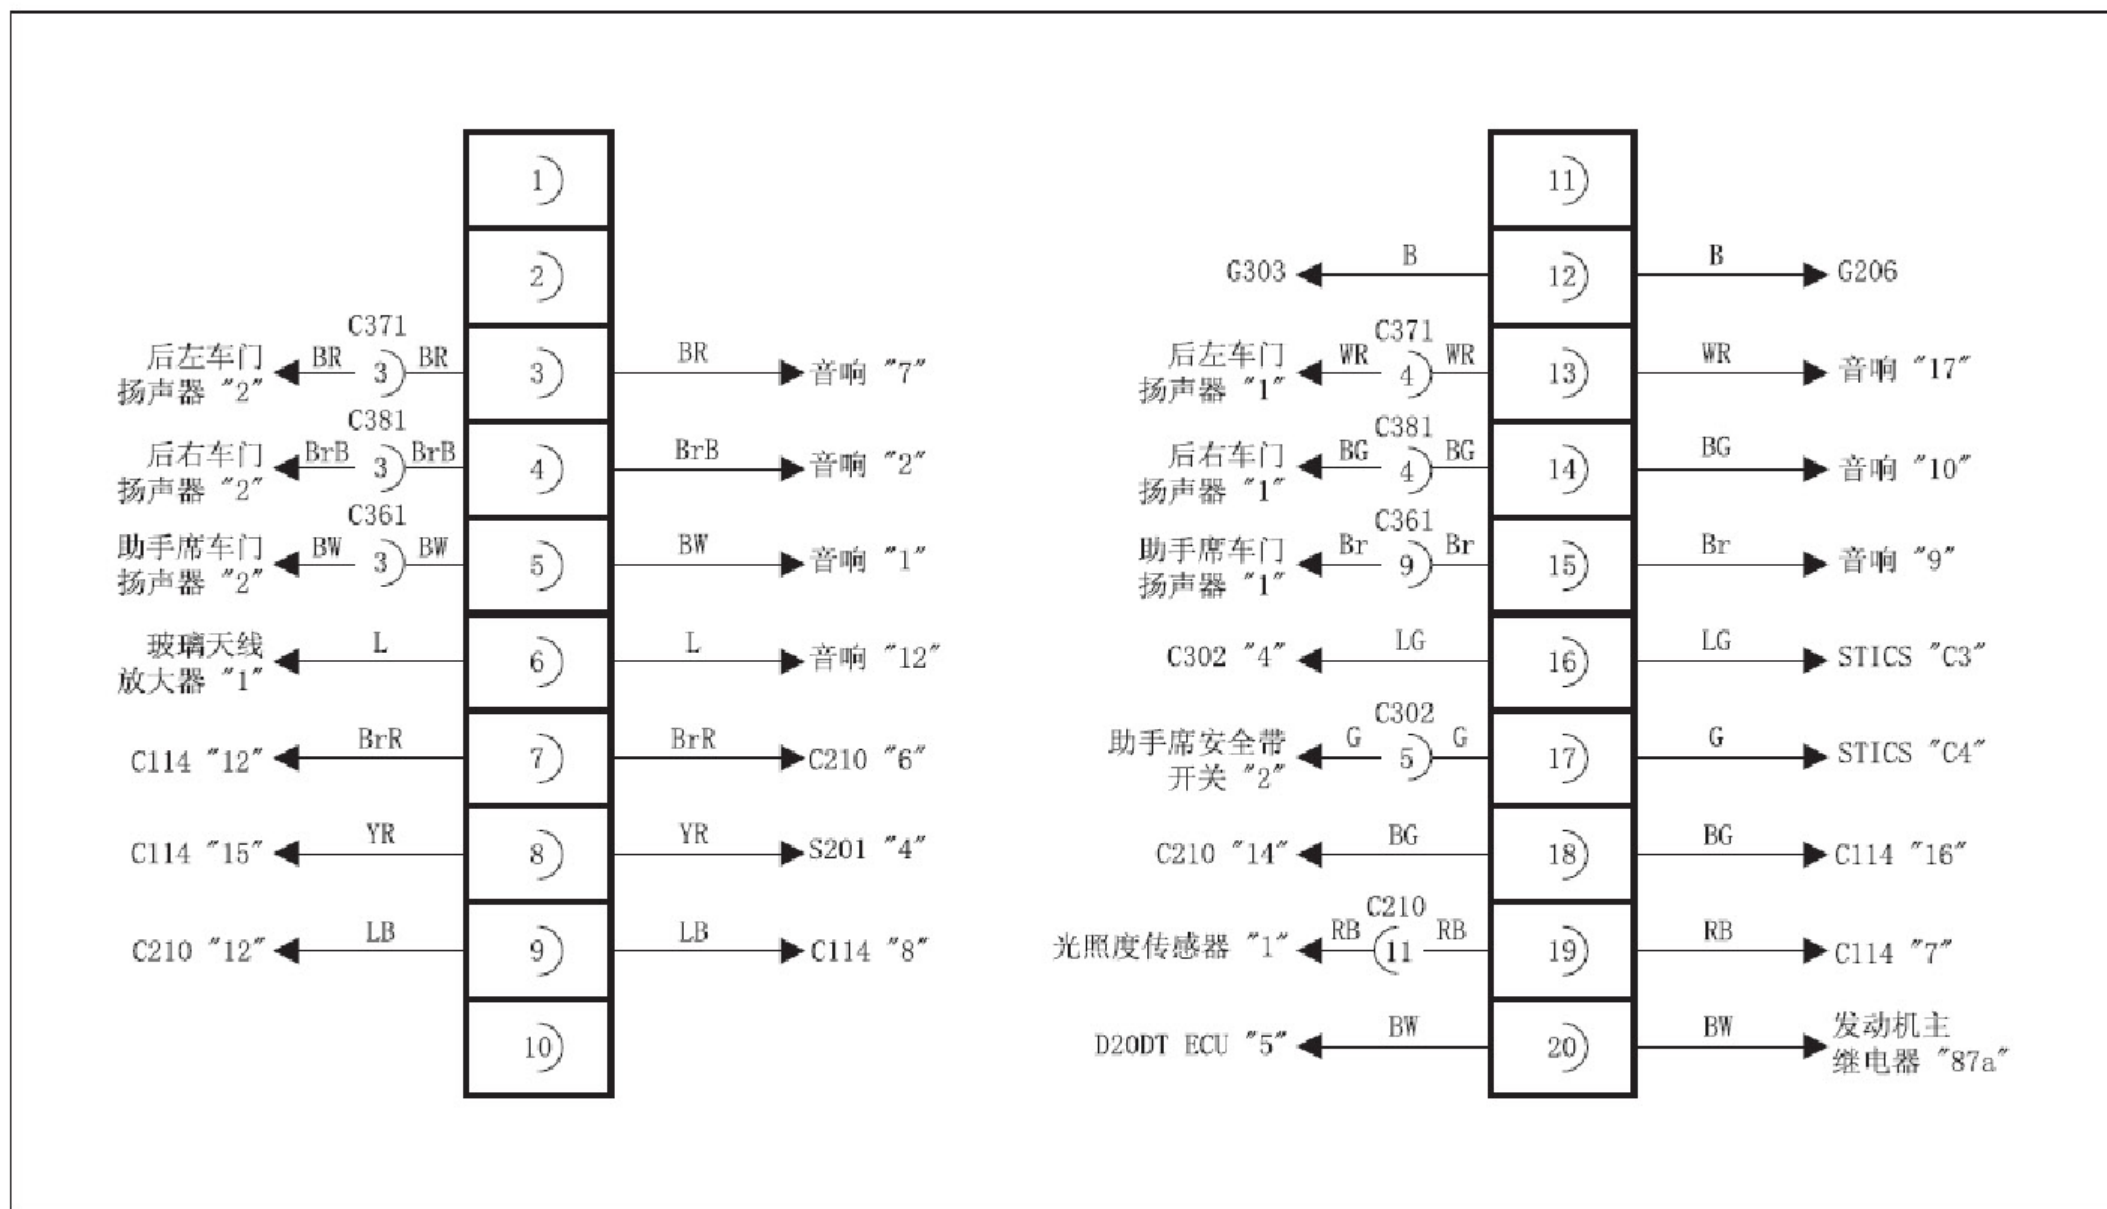 1
2
C371
后左车门 BR 3 BR 3 BR 音响 "7"
扬声器 "2"
C381
后右车门 BrB 3 BrB 4 BrB 音响 "2"
扬声器 "2"
C361
助手席车门 BW 3 BW 5 BW 音响 "1"
扬声器 "2"
玻璃天线 L 6 L 音响 "12"
放大器 "1"
C114 "12" BrR 7 BrR C210 "6"
C114 "15" YR 8 YR S201 "4"
C210 "12" LB 9 LB C114 "8"
10
11
G303 B 12 B G206
C371
后左车门 WR 4 WR 13 WR 音响 "17"
扬声器 "1"
C381
后右车门 BG 4 BG 14 BG 音响 "10"
扬声器 "1"
C361
助手席车门 Br 9 Br 15 Br 音响 "9"
扬声器 "1"
C302 "4" LG 16 LG STICS "C3"
C302
助手席安全带 G 5 G 17 G STICS "C4"
开关 "2"
C210 "14" BG 18 BG C114 "16"
C210
光照度传感器 "1" RB 11 RB 19 RB C114 "7"
D20DT ECU "5" BW 20 BW 发动机主
继电器 "87a"